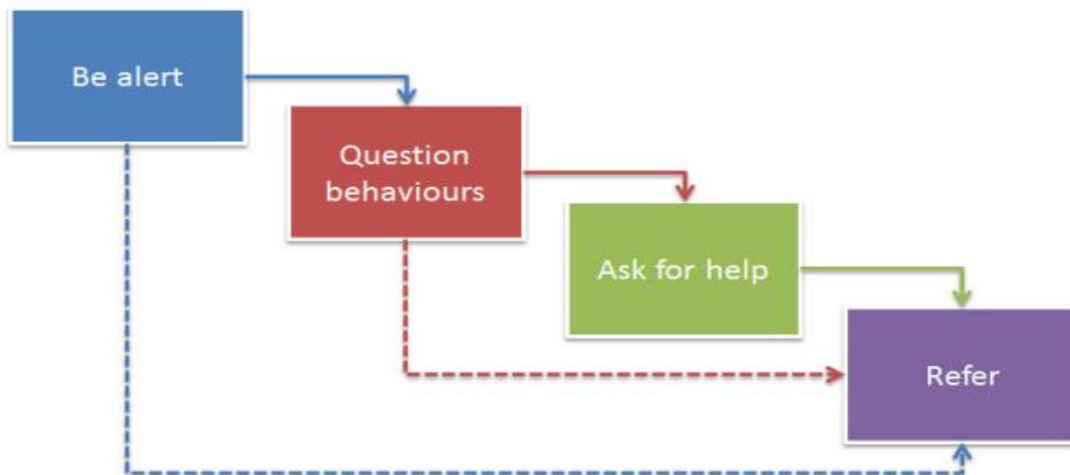 Be alert
Question
behaviours
Ask for help
Refer